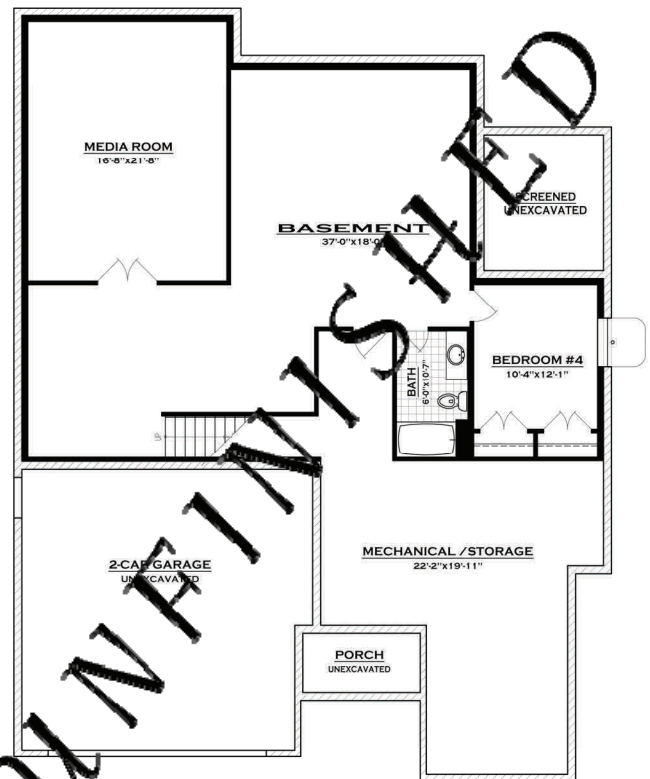 MEDIA ROOM
16'-8"x21'-8"
SCREENED
UNEXCAVATED
BASEMENT
37'-0"x18'-0"
BEDROOM #4
10'-4"x12'-1"
BATH
6'-0"x10'-7"
UP
2-CAR GARAGE
UNEXCAVATED
MECHANICAL / STORAGE
22'-2"x19'-11"
PORCH
UNEXCAVATED
UNFINISHED